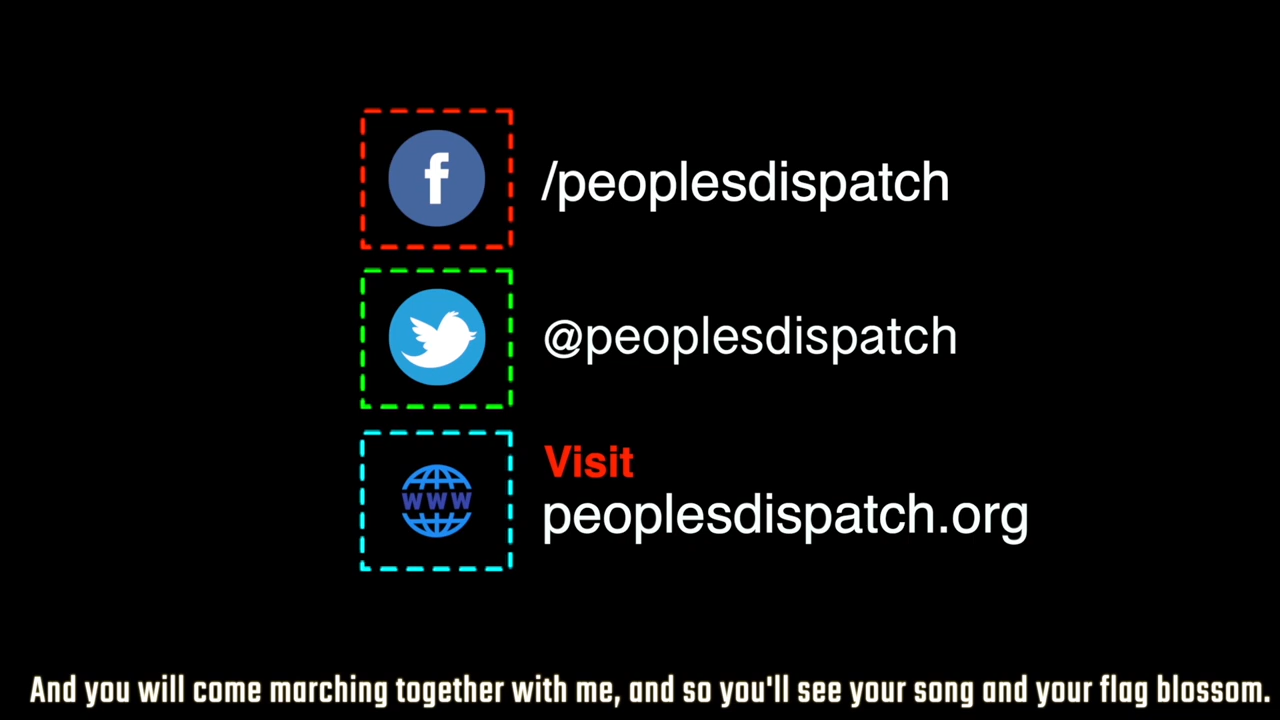 f
/peoplesdispatch
@peoplesdispatch
Visit
WWW
peoplesdispatch.org
And you will come marching together with me, and so you'll see your song and your flag blossom.